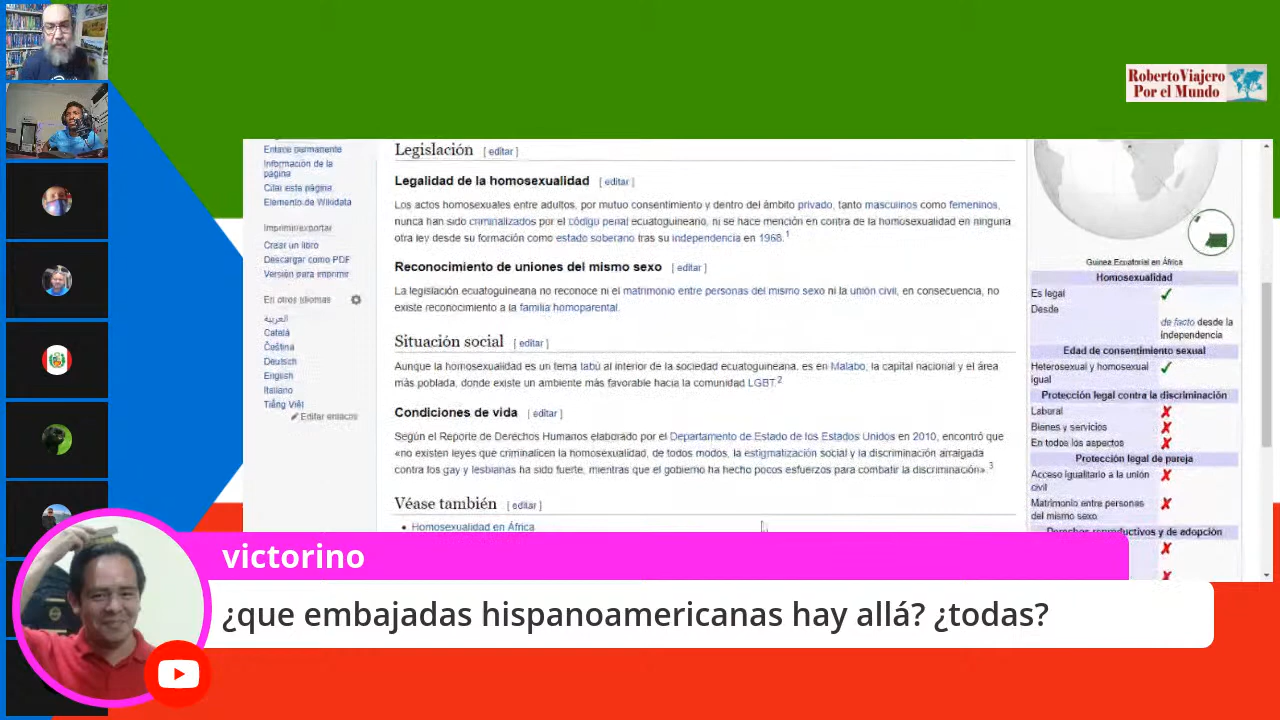 RobertoViajero
Por el Mundo
Enlace permanente
Información de la
página
Citar esta página
Elemento de Wikidata
Imprimir/exportar
Crear un libro
Descargar como PDF
Versión para imprimir
En otros idiomas
العربية
Català
Čeština
Deutsch
English
Italiano
Tiếng Việt
Editar enlaces
Legislación [ editar ]
Legalidad de la homosexualidad [ editar ]
Los actos homosexuales entre adultos, por mutuo consentimiento y dentro del ámbito privado, tanto masculinos como femeninos,
nunca han sido criminalizados por el código penal ecuatoguineano, ni se hace mención en contra de la homosexualidad en ninguna
otra ley desde su formación como estado soberano tras su independencia en 1968.1
Reconocimiento de uniones del mismo sexo [ editar ]
La legislación ecuatoguineana no reconoce ni el matrimonio entre personas del mismo sexo ni la unión civil, en consecuencia, no
existe reconocimiento a la familia homoparental.
Situación social [ editar ]
Aunque la homosexualidad es un tema tabú al interior de la sociedad ecuatoguineana, es en Malabo, la capital nacional y el área
más poblada, donde existe un ambiente más favorable hacia la comunidad LGBT.2
Condiciones de vida [ editar ]
Según el Reporte de Derechos Humanos elaborado por el Departamento de Estado de los Estados Unidos en 2010, encontró que
«no existen leyes que criminalicen la homosexualidad, de todos modos, la estigmatización social y la discriminación arraigada
contra los gay y lesbianas ha sido fuerte, mientras que el gobierno ha hecho pocos esfuerzos para combatir la discriminación».3
Véase también [ editar ]
• Homosexualidad en África
Guinea Ecuatorial en África
Homosexualidad
Es legal ✓
Desde
de facto desde la
independencia
Edad de consentimiento sexual
Heterosexual y homosexual ✓
igual
Protección legal contra la discriminación
Laboral ✗
Bienes y servicios ✗
En todos los aspectos ✗
Protección legal de pareja
Acceso igualitario a la unión ✗
civil
Matrimonio entre personas ✗
del mismo sexo
Derechos reproductivos y de adopción
victorino
¿que embajadas hispanoamericanas hay allá? ¿todas?